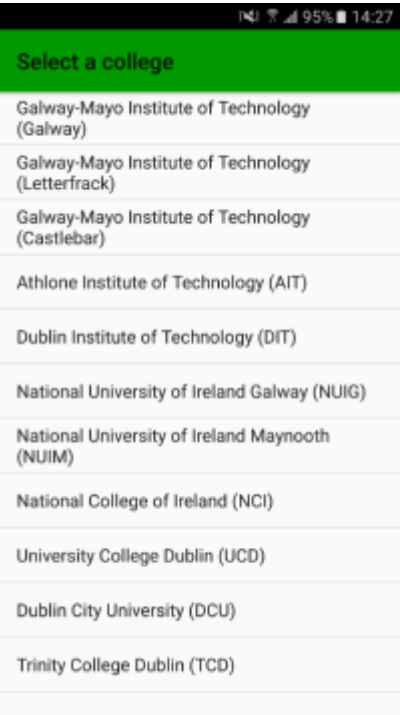 95% 14:27
Select a college
Galway-Mayo Institute of Technology
(Galway)
Galway-Mayo Institute of Technology
(Letterfrack)
Galway-Mayo Institute of Technology
(Castlebar)
Athlone Institute of Technology (AIT)
Dublin Institute of Technology (DIT)
National University of Ireland Galway (NUIG)
National University of Ireland Maynooth
(NUIM)
National College of Ireland (NCI)
University College Dublin (UCD)
Dublin City University (DCU)
Trinity College Dublin (TCD)